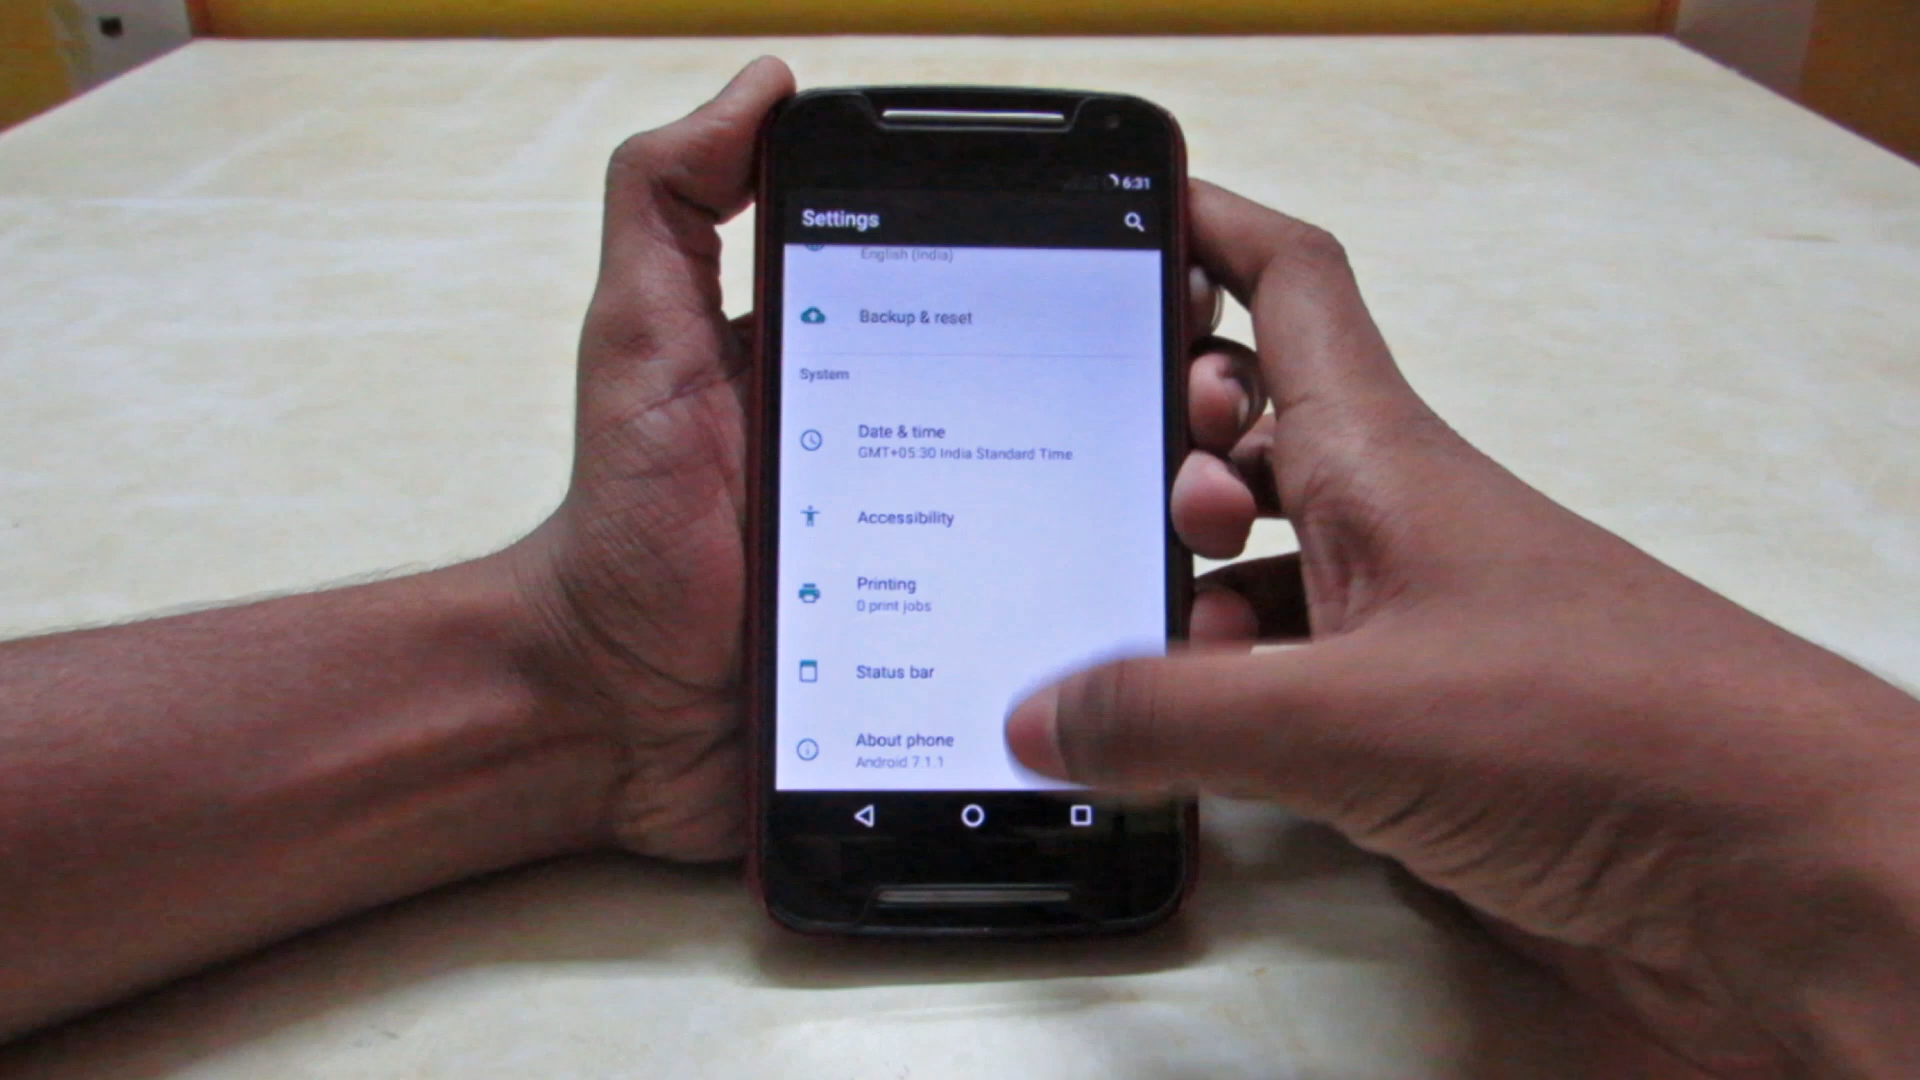 6:31
Settings
English (India)
Backup & reset
System
Date & time
GMT+05:30 India Standard Time
Accessibility
Printing
0 print jobs
Status bar
About phone
Android 7.1.1